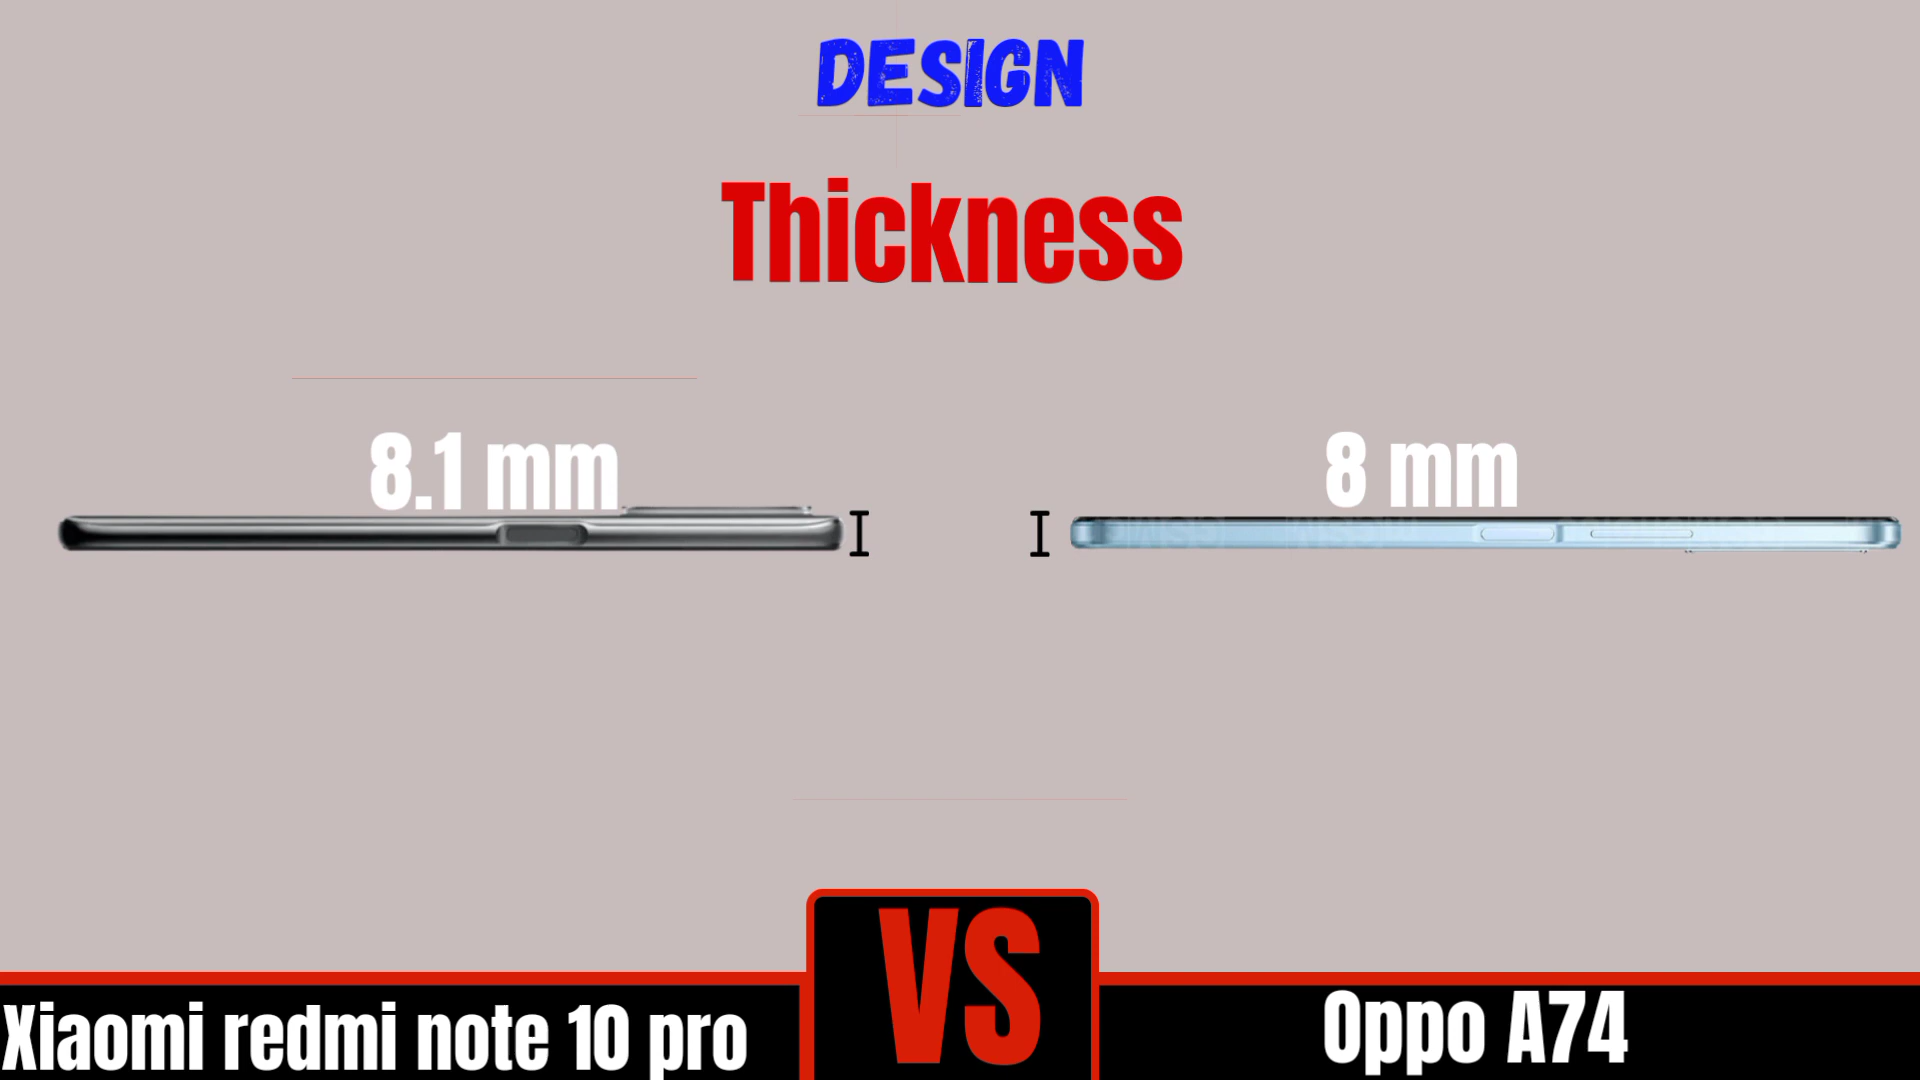 DESIGN
Thickness
8.1 mm
8 mm
VS
Xiaomi redmi note 10 pro
Oppo A74